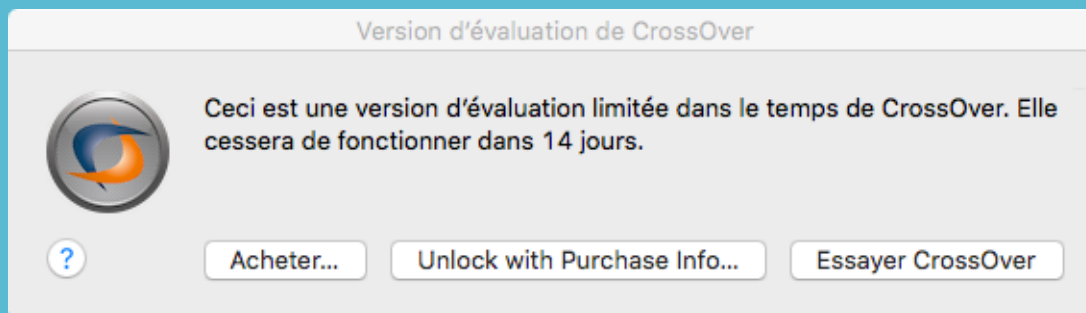 Version d’évaluation de CrossOver
Ceci est une version d’évaluation limitée dans le temps de CrossOver. Elle
cessera de fonctionner dans 14 jours.
?
Acheter...
Unlock with Purchase Info...
Essayer CrossOver